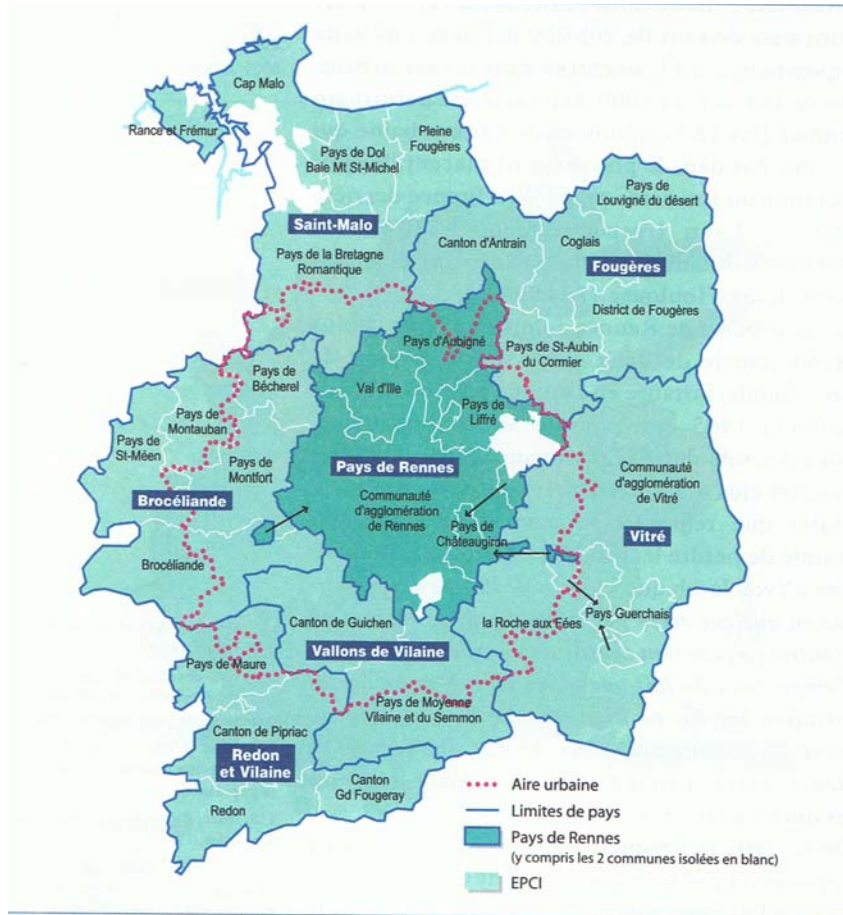 Cap Malo
Rance et Frémur
Pleine
Fougères
Pays de Dol
Baie Mt St-Michel
Pays de
Louvigné du désert
Saint-Malo
Canton d'Antrain
Coglais
Pays de la Bretagne
Romantique
Fougères
District de Fougères
Pays d'Aubigné
Pays de St-Aubin
du Cormier
Pays de
Bécherel
Val d'Ille
Pays de
Liffré
Pays de
Montauban
Pays de
St-Méen
Pays de
Montfort
Pays de Rennes
Communauté
d'agglomération
de Vitré
Brocéliande
Communauté
d'agglomération
de Rennes
Pays de
Châteaugiron
Vitré
Brocéliande
Canton de Guichen
la Roche aux Fées
Pays Guerchais
Vallons de Vilaine
Pays de Maure
Pays de Moyenne
Vilaine et du Semmon
Canton de Pipriac
Redon
et Vilaine
Canton
Gd Fougeray
Redon
Aire urbaine
Limites de pays
Pays de Rennes
(y compris les 2 communes isolées en blanc)
EPCI